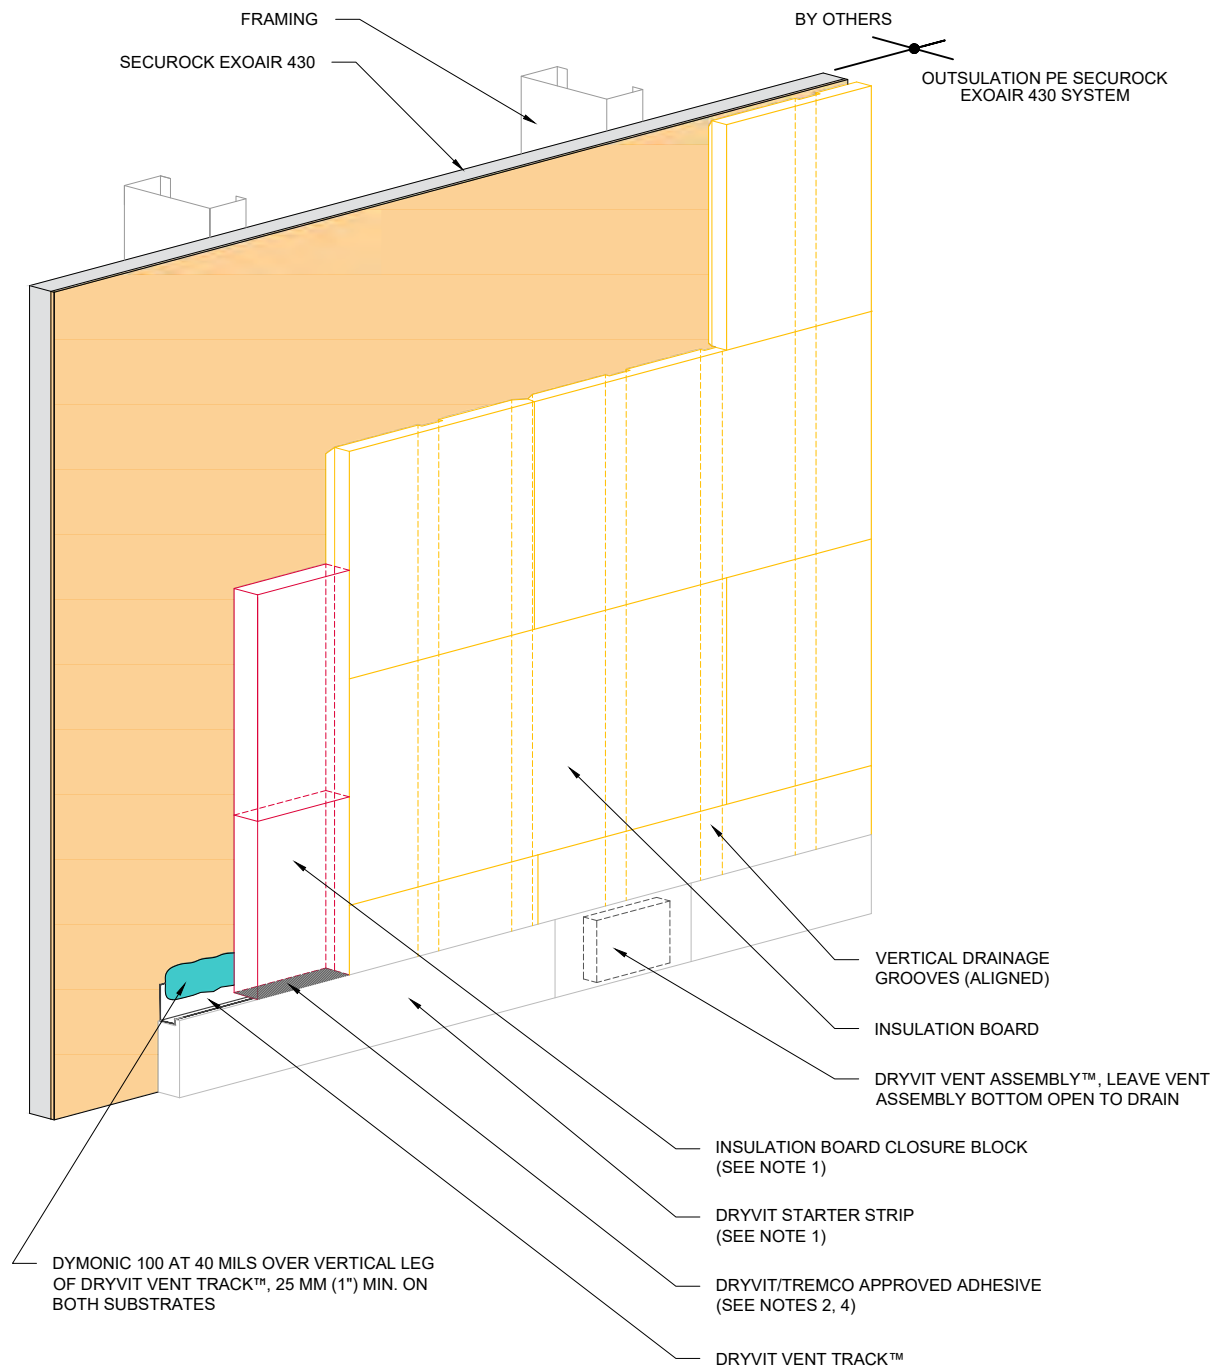 FRAMING
BY OTHERS
SECUROCK EXOAIR 430
OUTSULATION PE SECUROCK
EXOAIR 430 SYSTEM
VERTICAL DRAINAGE
GROOVES (ALIGNED)
INSULATION BOARD
DRYVIT VENT ASSEMBLY™, LEAVE VENT
ASSEMBLY BOTTOM OPEN TO DRAIN
INSULATION BOARD CLOSURE BLOCK
(SEE NOTE 1)
DRYVIT STARTER STRIP
(SEE NOTE 1)
DYMONIC 100 AT 40 MILS OVER VERTICAL LEG
OF DRYVIT VENT TRACK™, 25 MM (1") MIN. ON
BOTH SUBSTRATES
DRYVIT/TREMCO APPROVED ADHESIVE
(SEE NOTES 2, 4)
DRYVIT VENT TRACK™